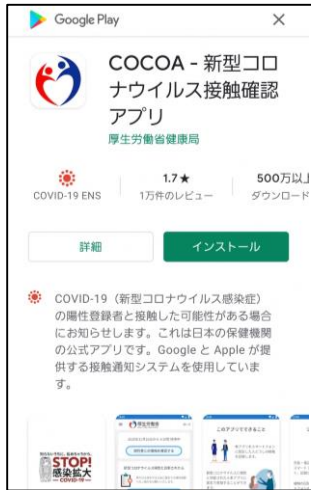 Google Play
COCOA - 新型コロ
ナウイルス接触確認
アプリ
厚生労働省健康局
COVID-19 ENS
1.7★
1万件のレビュー
500万以上
ダウンロード
詳細
インストール
COVID-19（新型コロナウイルス感染症）
の陽性登録者と接触した可能性がある場合
にお知らせします。これは日本の保健機関
の公式アプリです。Google と Apple が提
供する接触通知システムを使用していま
す。
STOP!
感染拡大
COVID-19
厚生労働省
このアプリでできること